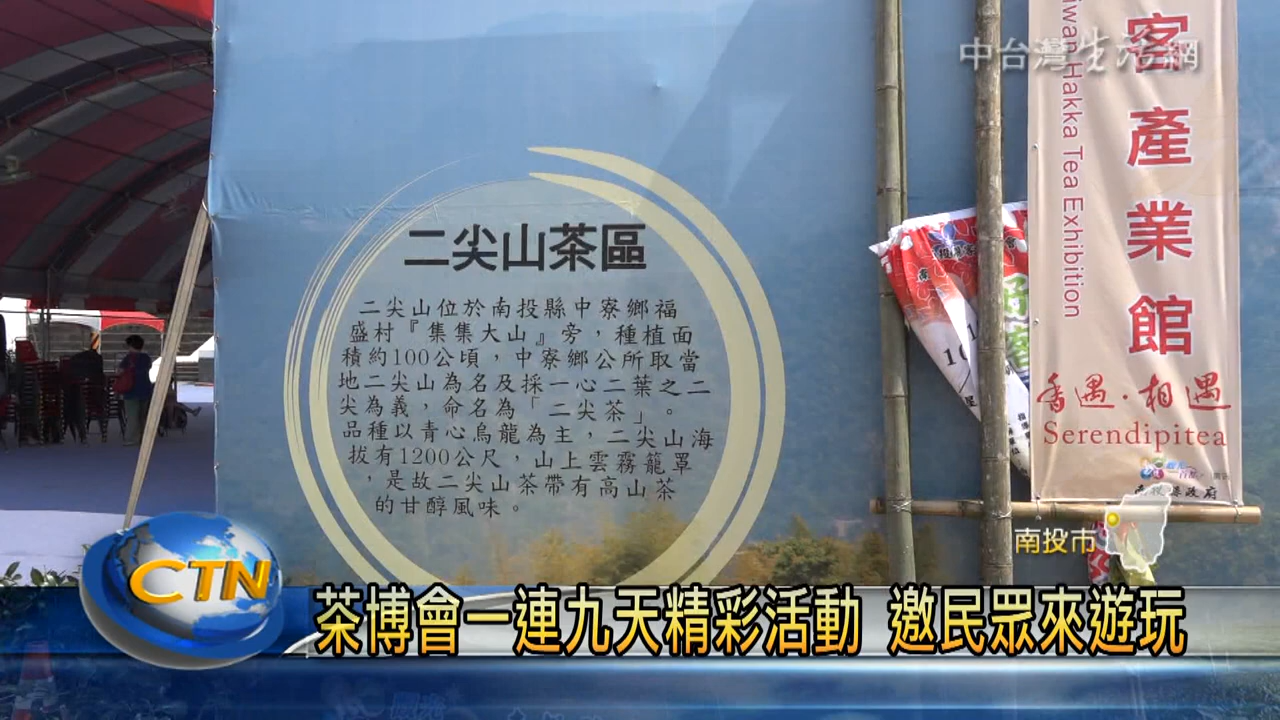 中台灣生活網
客產業館
iwan Hakka Tea Exhibition
香遇·相遇
Serendipitea
南投縣政府
二尖山茶區
二尖山位於南投縣中寮鄉福
盛村『集集大山』旁，種植面
積約100公頃，中寮鄉公所取當
地二尖山為名及採一心二葉之二
尖為義，命名為「二尖茶」。
品種以青心烏龍為主，二尖山海
拔有1200公尺，山上雲霧籠罩
，是故二尖山茶帶有高山茶
的甘醇風味。
南投市
CTN
茶博會一連九天精彩活動 邀民眾來遊玩